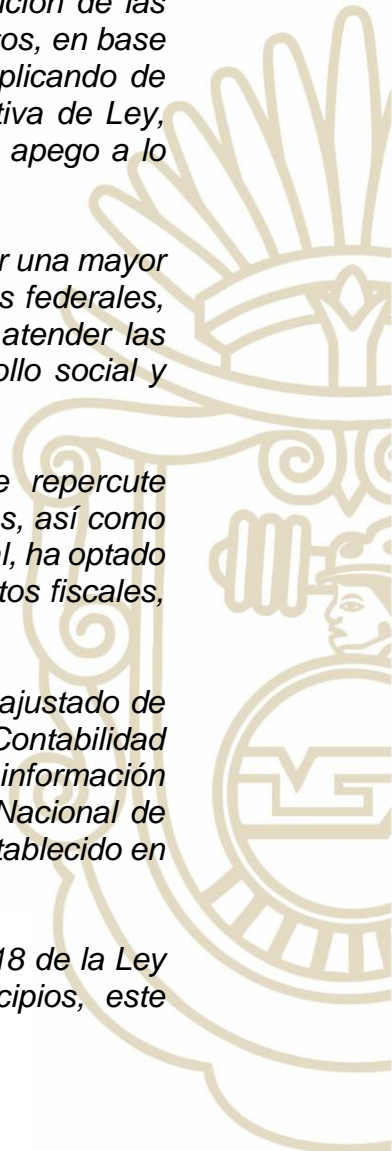 ción de las
tos, en base
plicando de
tiva de Ley,
apego a lo
r una mayor
s federales,
atender las
ollo social y
e repercute
s, así como
l, ha optado
tos fiscales,
ajustado de
Contabilidad
información
Nacional de
tablecido en
18 de la Ley
cipios, este